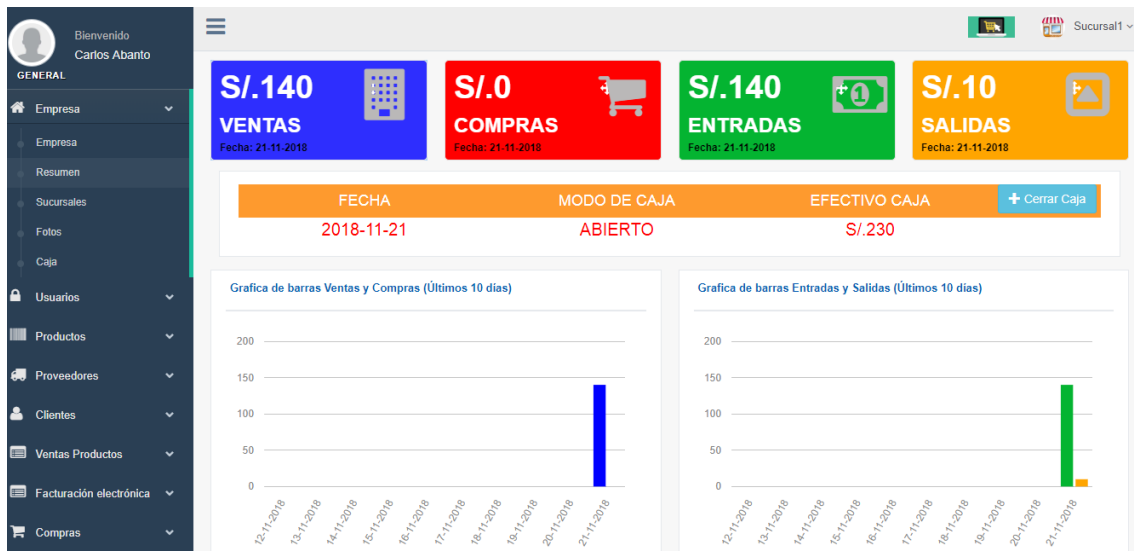 Bienvenido
Carlos Abanto
GENERAL
Empresa
Empresa
Resumen
Sucursales
Fotos
Caja
Usuarios
Productos
Proveedores
Clientes
Ventas Productos
Facturación electrónica
Compras
Sucursal1
S/.140
VENTAS
Fecha: 21-11-2018
S/.0
COMPRAS
Fecha: 21-11-2018
S/.140
ENTRADAS
Fecha: 21-11-2018
S/.10
SALIDAS
Fecha: 21-11-2018
FECHA MODO DE CAJA EFECTIVO CAJA + Cerrar Caja
2018-11-21 ABIERTO S/.230
Grafica de barras Ventas y Compras (Últimos 10 días)
200
150
100
50
0
12-11-2018
13-11-2018
14-11-2018
15-11-2018
16-11-2018
17-11-2018
18-11-2018
19-11-2018
20-11-2018
21-11-2018
Grafica de barras Entradas y Salidas (Últimos 10 días)
200
150
100
50
0
12-11-2018
13-11-2018
14-11-2018
15-11-2018
16-11-2018
17-11-2018
18-11-2018
19-11-2018
20-11-2018
21-11-2018